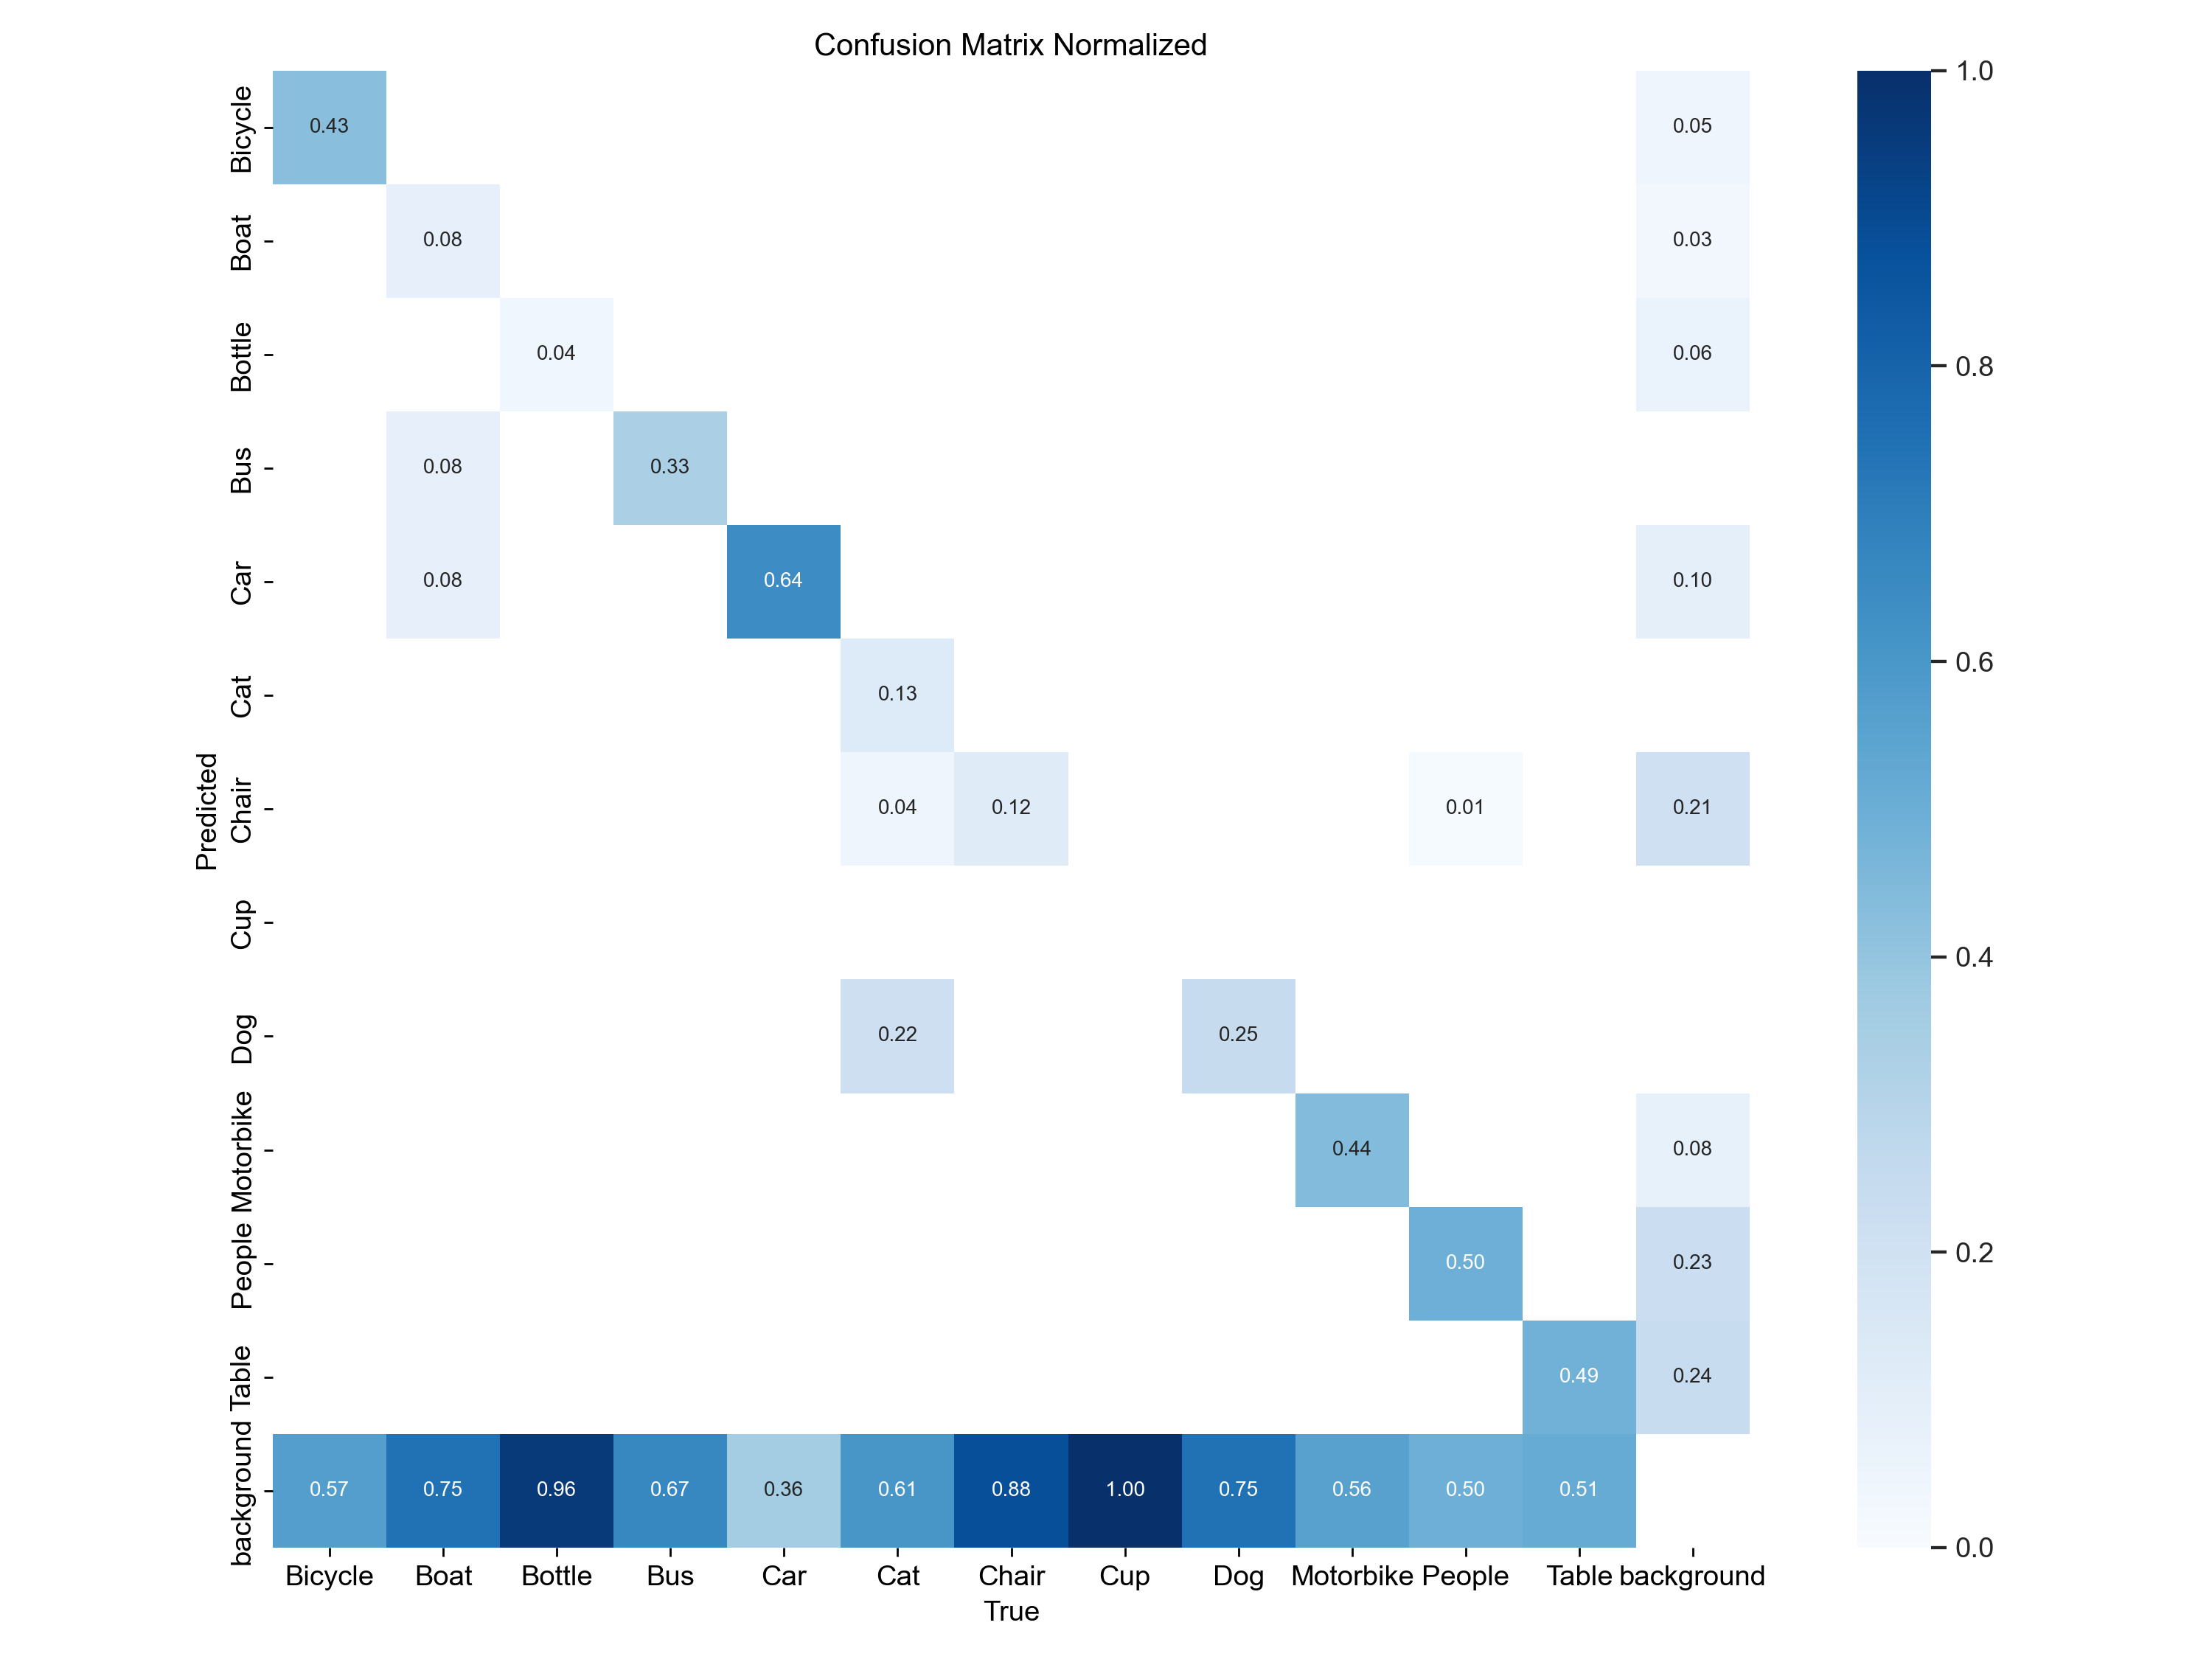 Confusion Matrix Normalized
Bicycle 0.43 0.05 1.0
Boat 0.08 0.03
Bottle 0.04 0.06 0.8
Bus 0.08 0.33
Car 0.08 0.64 0.10
0.6
Cat 0.13
Predicted
Chair 0.04 0.12 0.01 0.21
Cup
0.4
Dog 0.22 0.25
Motorbike 0.44 0.08
People 0.50 0.23
0.2
Table 0.49 0.24
background 0.57 0.75 0.96 0.67 0.36 0.61 0.88 1.00 0.75 0.56 0.50 0.51
0.0
Bicycle Boat Bottle Bus Car Cat Chair Cup Dog Motorbike People Table background
True